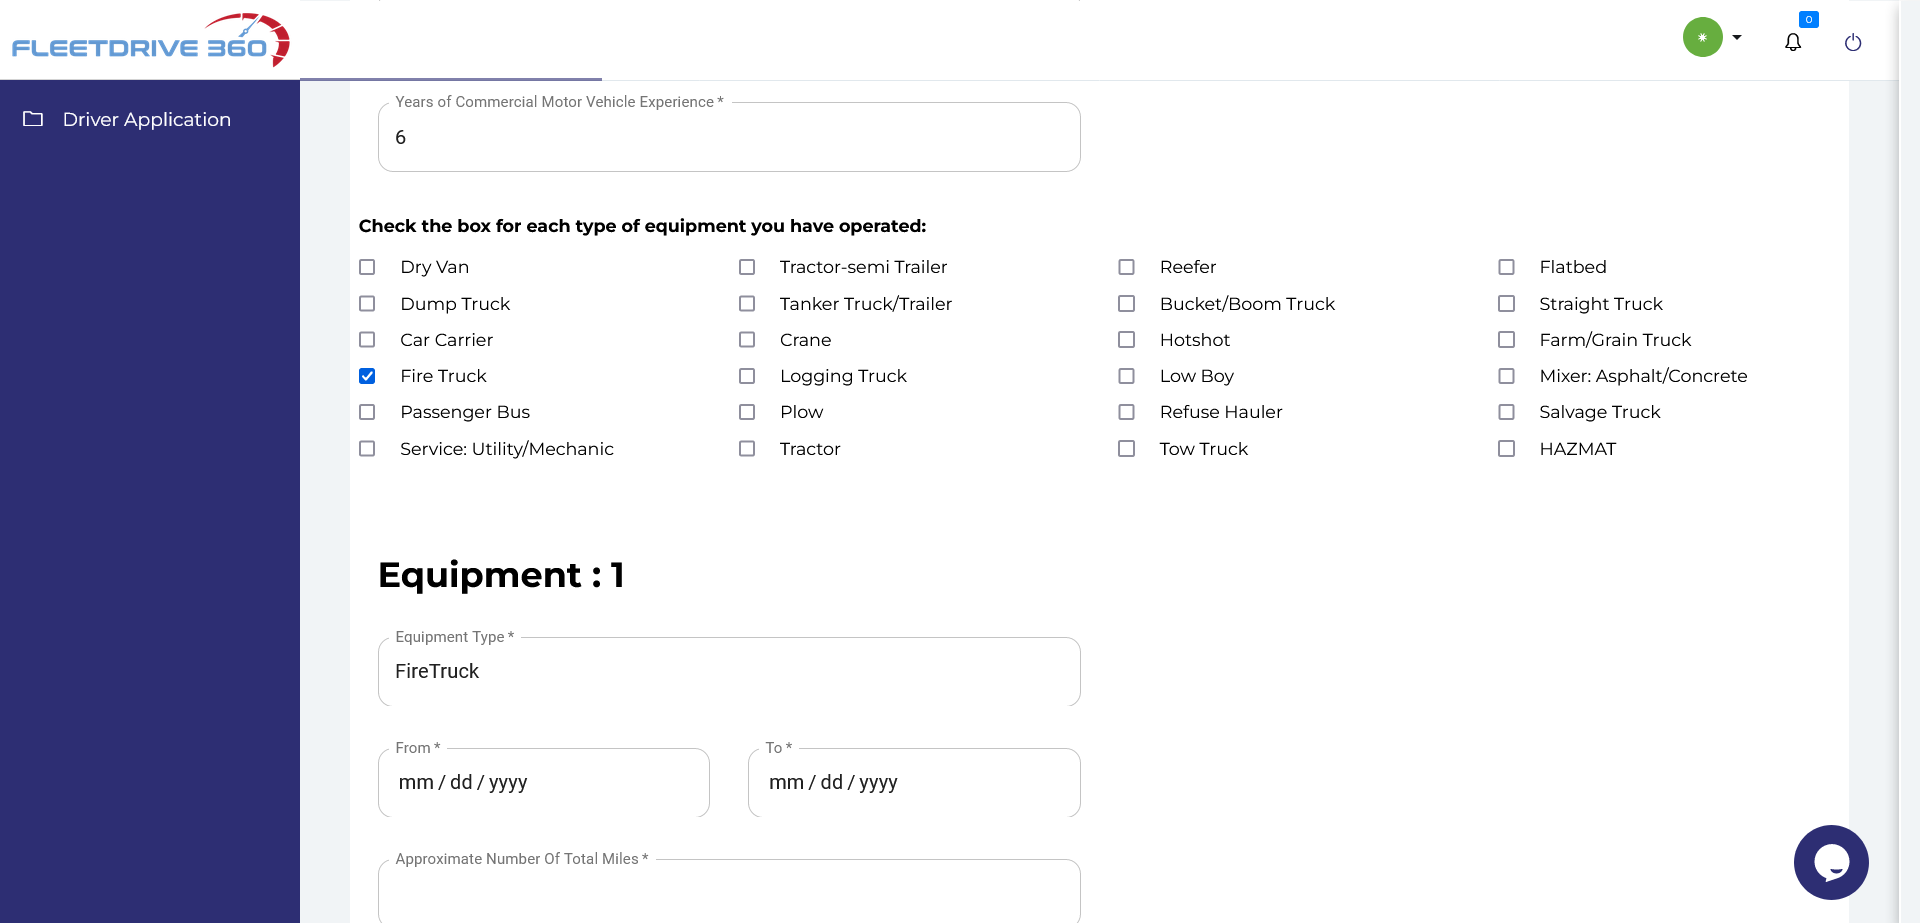 FLEETDRIVE 360
0
Driver Application
Years of Commercial Motor Vehicle Experience *
6
Check the box for each type of equipment you have operated:
Dry Van Tractor-semi Trailer Reefer Flatbed
Dump Truck Tanker Truck/Trailer Bucket/Boom Truck Straight Truck
Car Carrier Crane Hotshot Farm/Grain Truck
Fire Truck Logging Truck Low Boy Mixer: Asphalt/Concrete
Passenger Bus Plow Refuse Hauler Salvage Truck
Service: Utility/Mechanic Tractor Tow Truck HAZMAT
Equipment : 1
Equipment Type *
FireTruck
From * To *
mm / dd / yyyy mm / dd / yyyy
Approximate Number Of Total Miles *